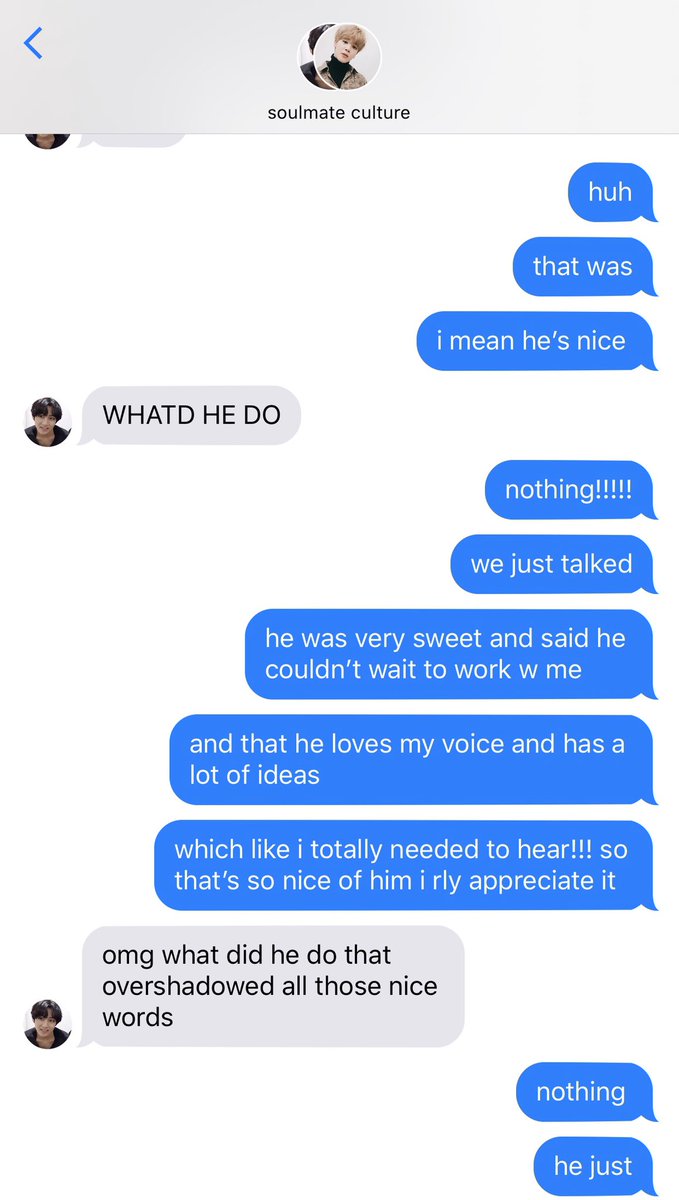 soulmate culture
huh
that was
i mean he’s nice
WHATD HE DO
nothing!!!!!
we just talked
he was very sweet and said he
couldn’t wait to work w me
and that he loves my voice and has a
lot of ideas
which like i totally needed to hear!!! so
that’s so nice of him i rly appreciate it
omg what did he do that
overshadowed all those nice
words
nothing
he just